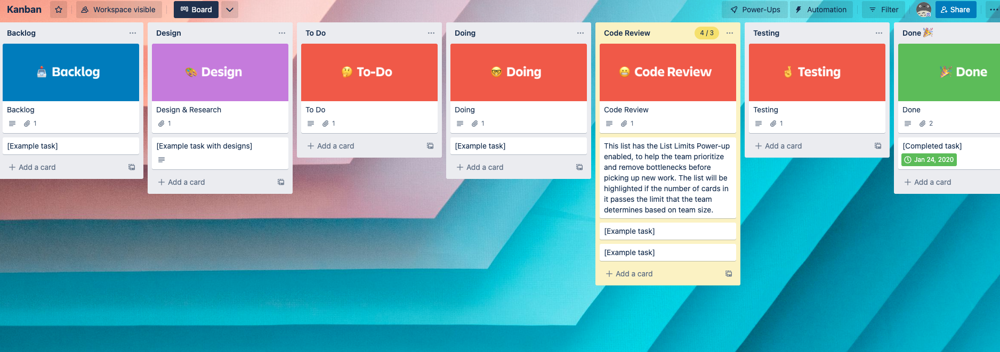 Kanban
Workspace visible
Board
Power-Ups
Automation
Filter
Share
Backlog
Backlog
Backlog
1
[Example task]
Add a card
Design
Design
Design & Research
1
[Example task with designs]
Add a card
To Do
To-Do
To Do
1
Add a card
Doing
Doing
Doing
1
[Example task]
Add a card
Code Review
4 / 3
Code Review
Code Review
1
This list has the List Limits Power-up
enabled, to help the team prioritize
and remove bottlenecks before
picking up new work. The list will be
highlighted if the number of cards in
it passes the limit that the team
determines based on team size.
[Example task]
[Example task]
Add a card
Testing
Testing
Testing
1
Add a card
Done 🎉
Done
Done
2
[Completed task]
Jan 24, 2020
Add a card